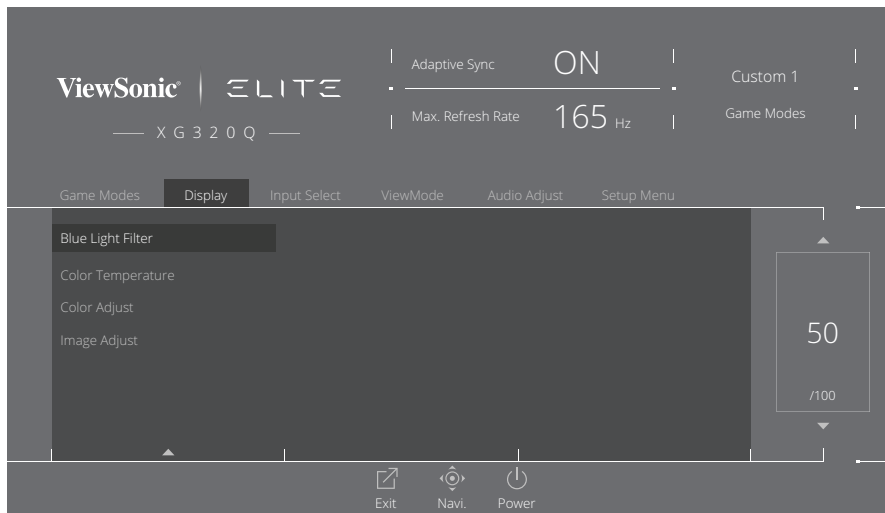 ViewSonic® ELITE
XG320Q
Adaptive Sync ON
Max. Refresh Rate 165 Hz
Custom 1
Game Modes
Game Modes Display Input Select ViewMode Audio Adjust Setup Menu
Blue Light Filter
Color Temperature
Color Adjust
Image Adjust
50
/100
Exit Navi. Power